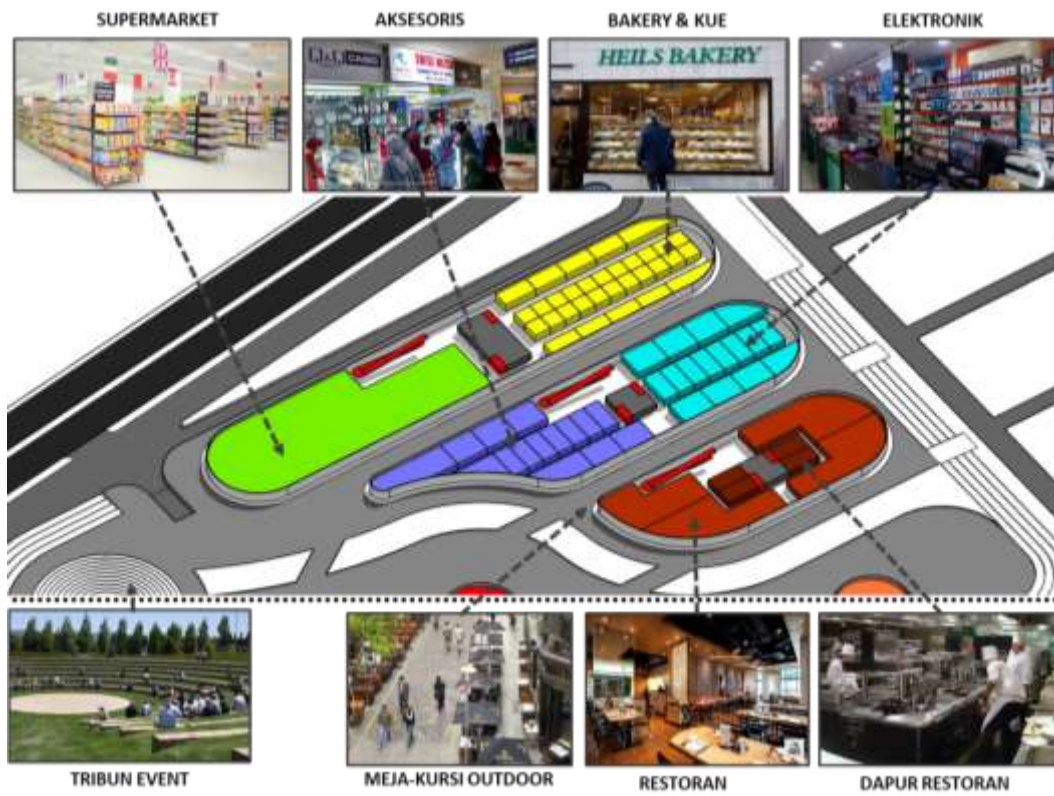 SUPERMARKET
AKSESORIS
BAKERY & KUE
ELEKTRONIK
HEILS BAKERY
TRIBUN EVENT
MEJA-KURSI OUTDOOR
RESTORAN
DAPUR RESTORAN